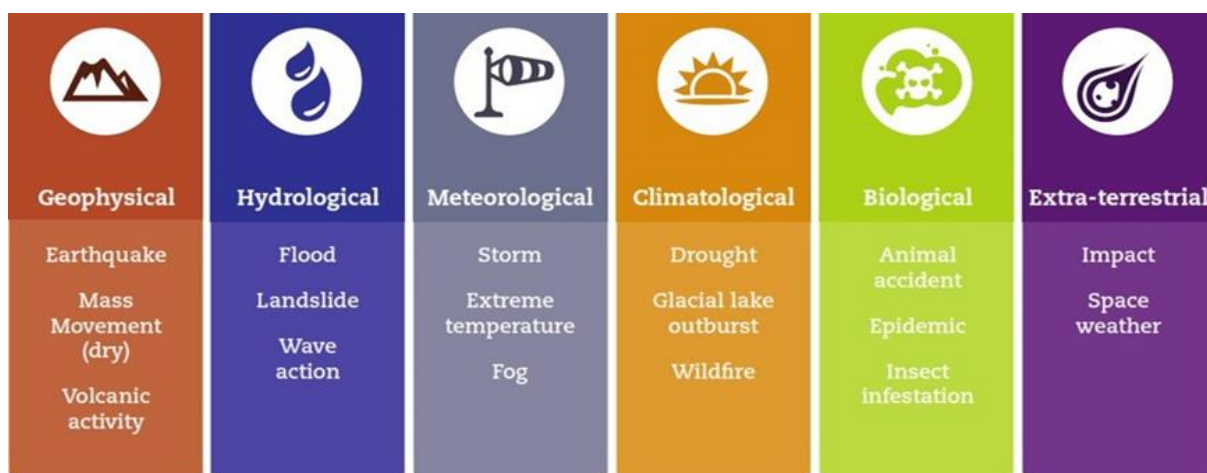 Geophysical
Earthquake
Mass
Movement
(dry)
Volcanic
activity
Hydrological
Flood
Landslide
Wave
action
Meteorological
Storm
Extreme
temperature
Fog
Climatological
Drought
Glacial lake
outburst
Wildfire
Biological
Animal
accident
Epidemic
Insect
infestation
Extra-terrestrial
Impact
Space
weather